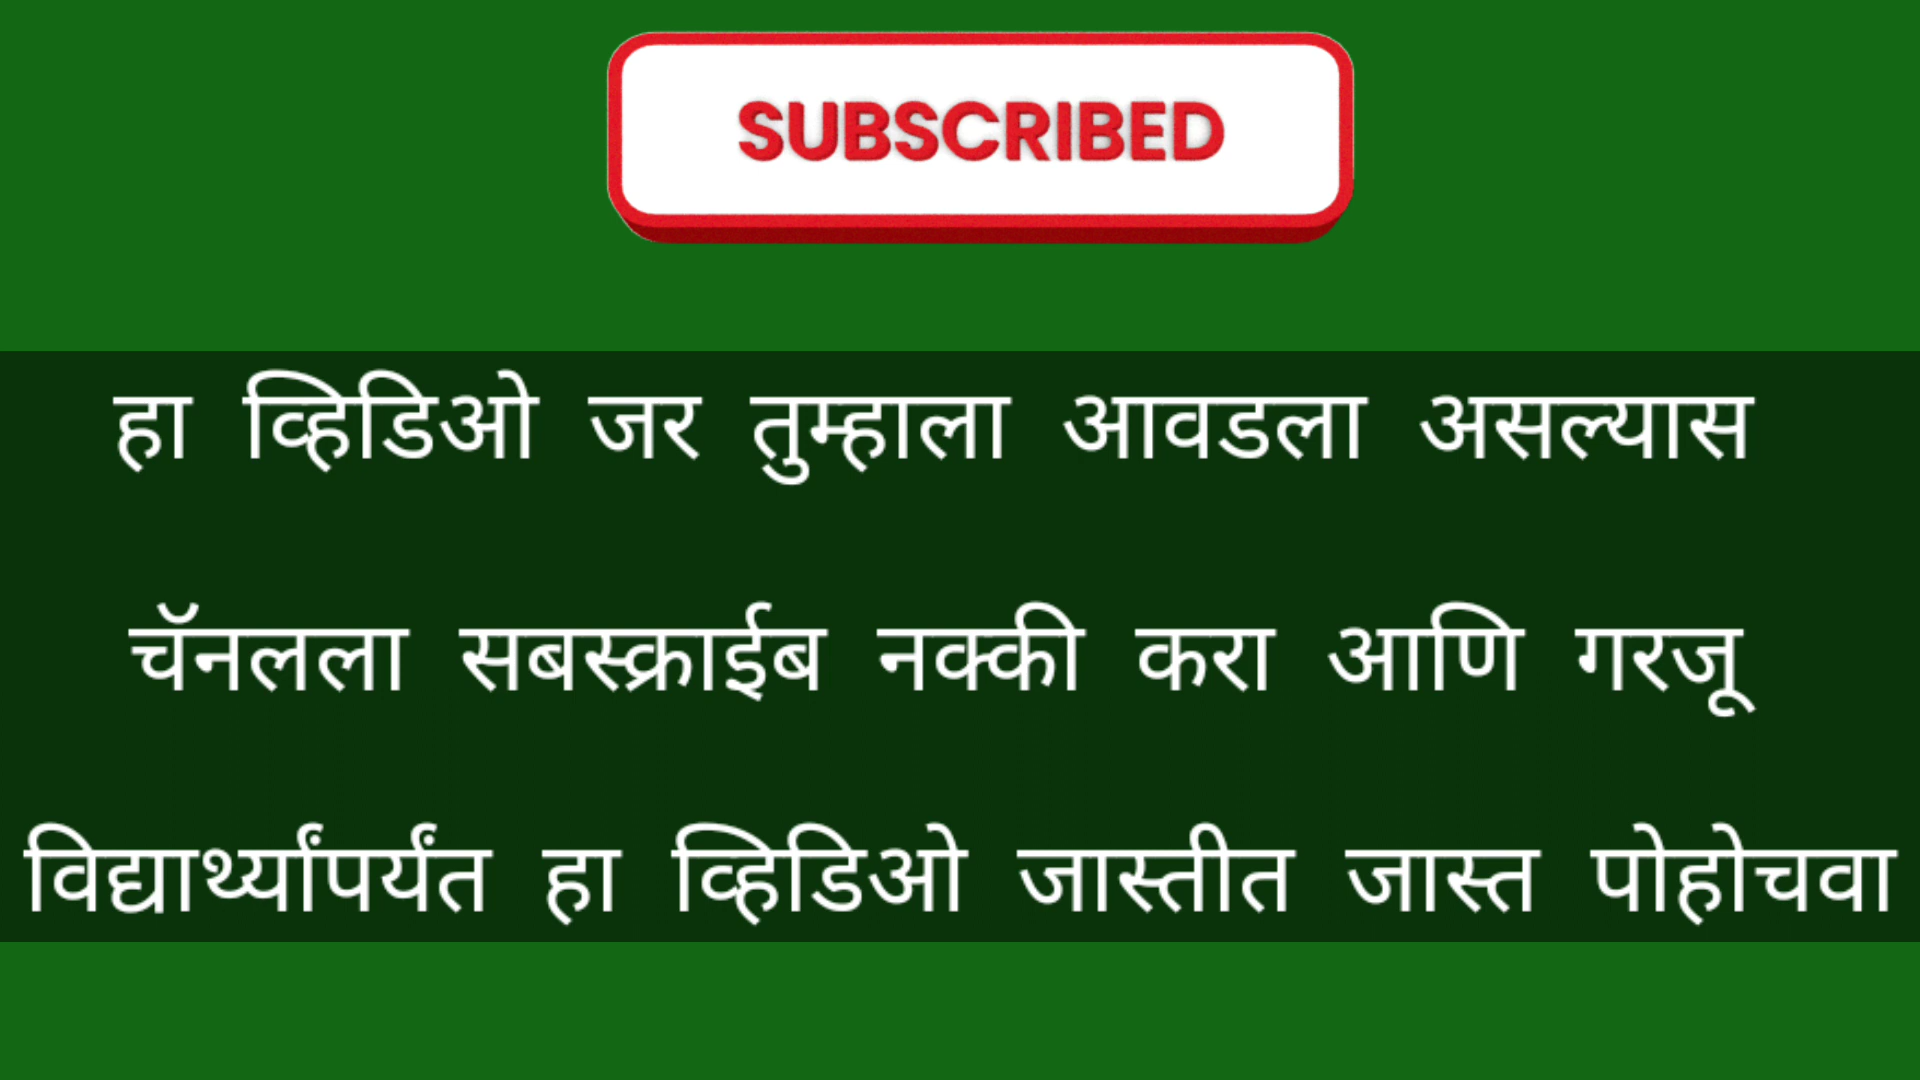 SUBSCRIBED
हा व्हिडिओ जर तुम्हाला आवडला असल्यास
चॅनलला सबस्क्राईब नक्की करा आणि गरजू
विद्यार्थ्यांपर्यंत हा व्हिडिओ जास्तीत जास्त पोहोचवा